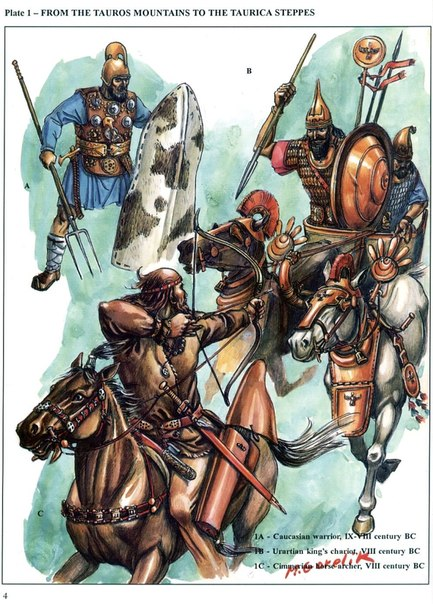 Plate 1 – FROM THE TAUROS MOUNTAINS TO THE TAURICA STEPPES
B
A
C
1A - Caucasian warrior, IX-VIII century BC
1B - Urartian king's chariot, VIII century BC
1C - Cimmerian horse-archer, VIII century BC
M. Gorelik
4